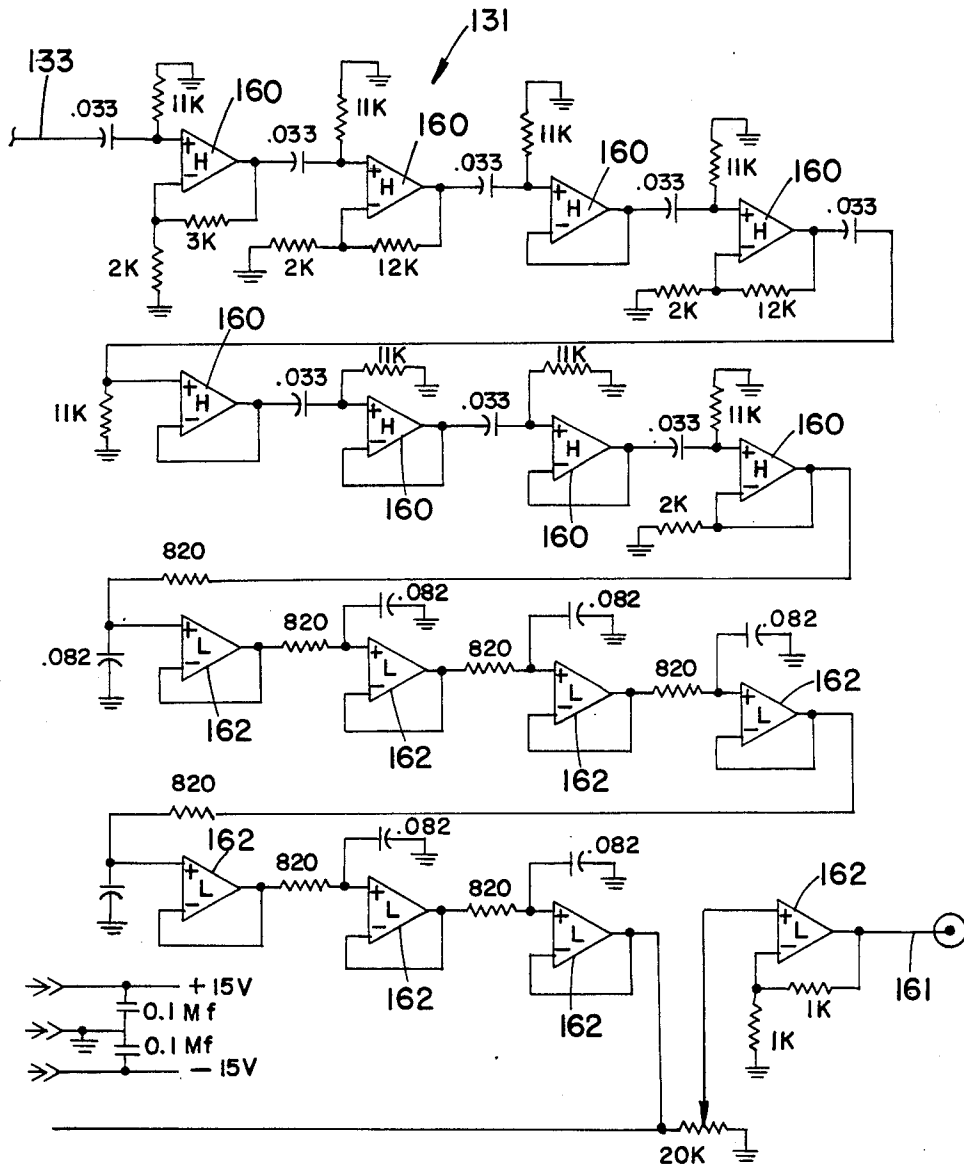 131
133
.033
11K
160
+
H
−
3K
2K
.033
11K
160
+
H
−
2K
12K
.033
11K
160
+
H
−
.033
11K
160
+
H
−
2K
12K
.033
160
11K
+
H
−
.033
11K
+
H
−
160
.033
11K
+
H
−
160
.033
11K
160
+
H
−
2K
820
.082
+
L
−
162
820
.082
+
L
−
162
820
.082
+
L
−
162
820
.082
+
L
−
162
820
162
+
L
−
820
.082
+
L
−
162
820
.082
+
L
−
162
162
+
L
−
161
1K
1K
+15V
0.1 Mf
0.1 Mf
−15V
20K